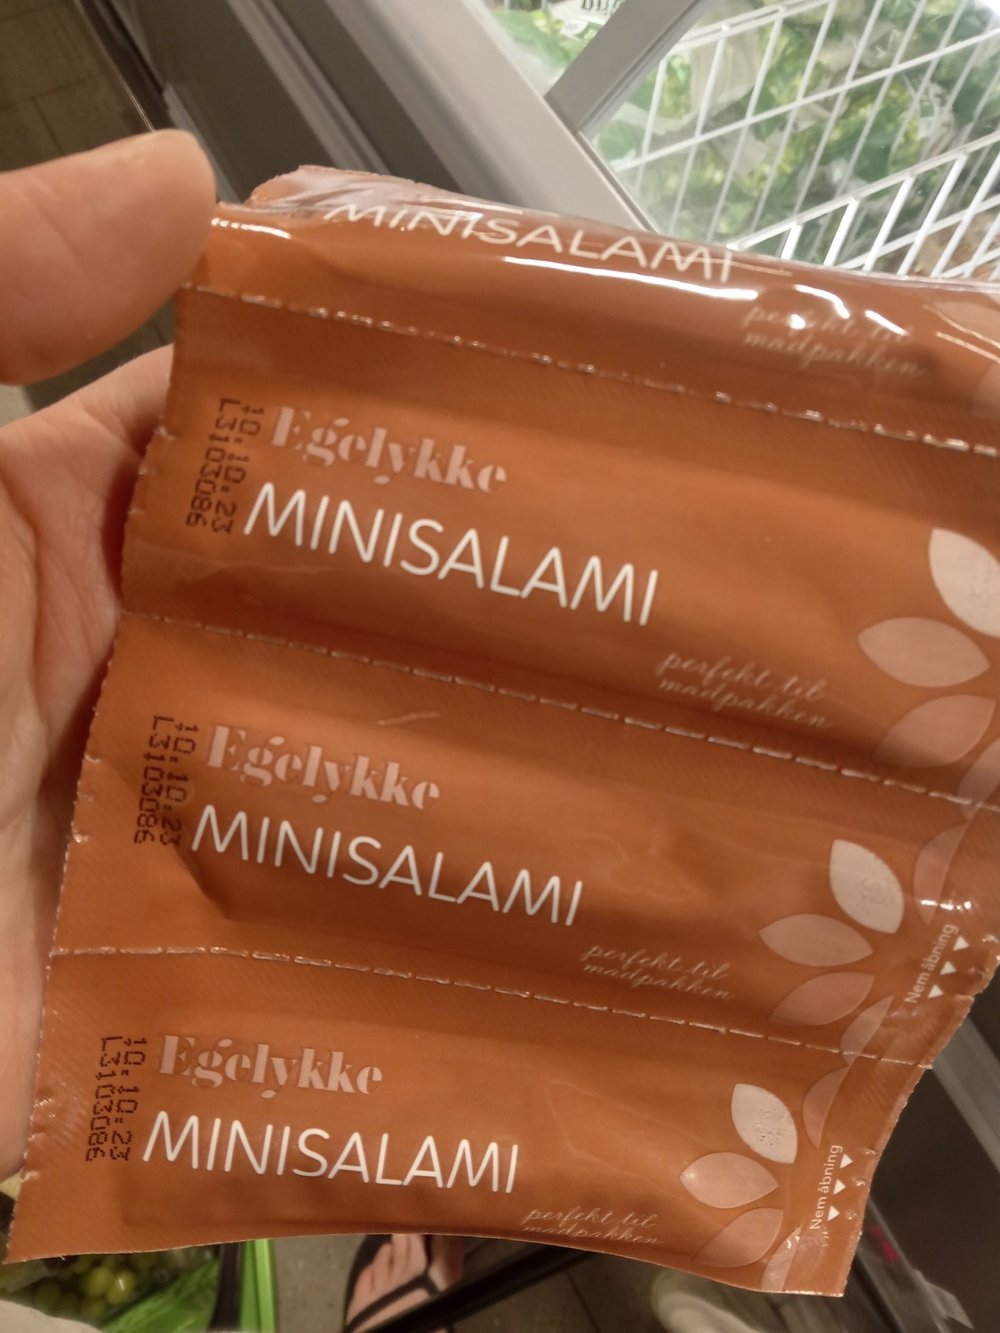 MINISALAMI
perfekt til
madpakken
10.10.23
L3103086
Egelykke
MINISALAMI
perfekt til
madpakken
10.10.23
L3103086
Egelykke
MINISALAMI
perfekt til
madpakken
Nem åbning
10.10.23
L3103086
Egelykke
MINISALAMI
perfekt til
madpakken
Nem åbning